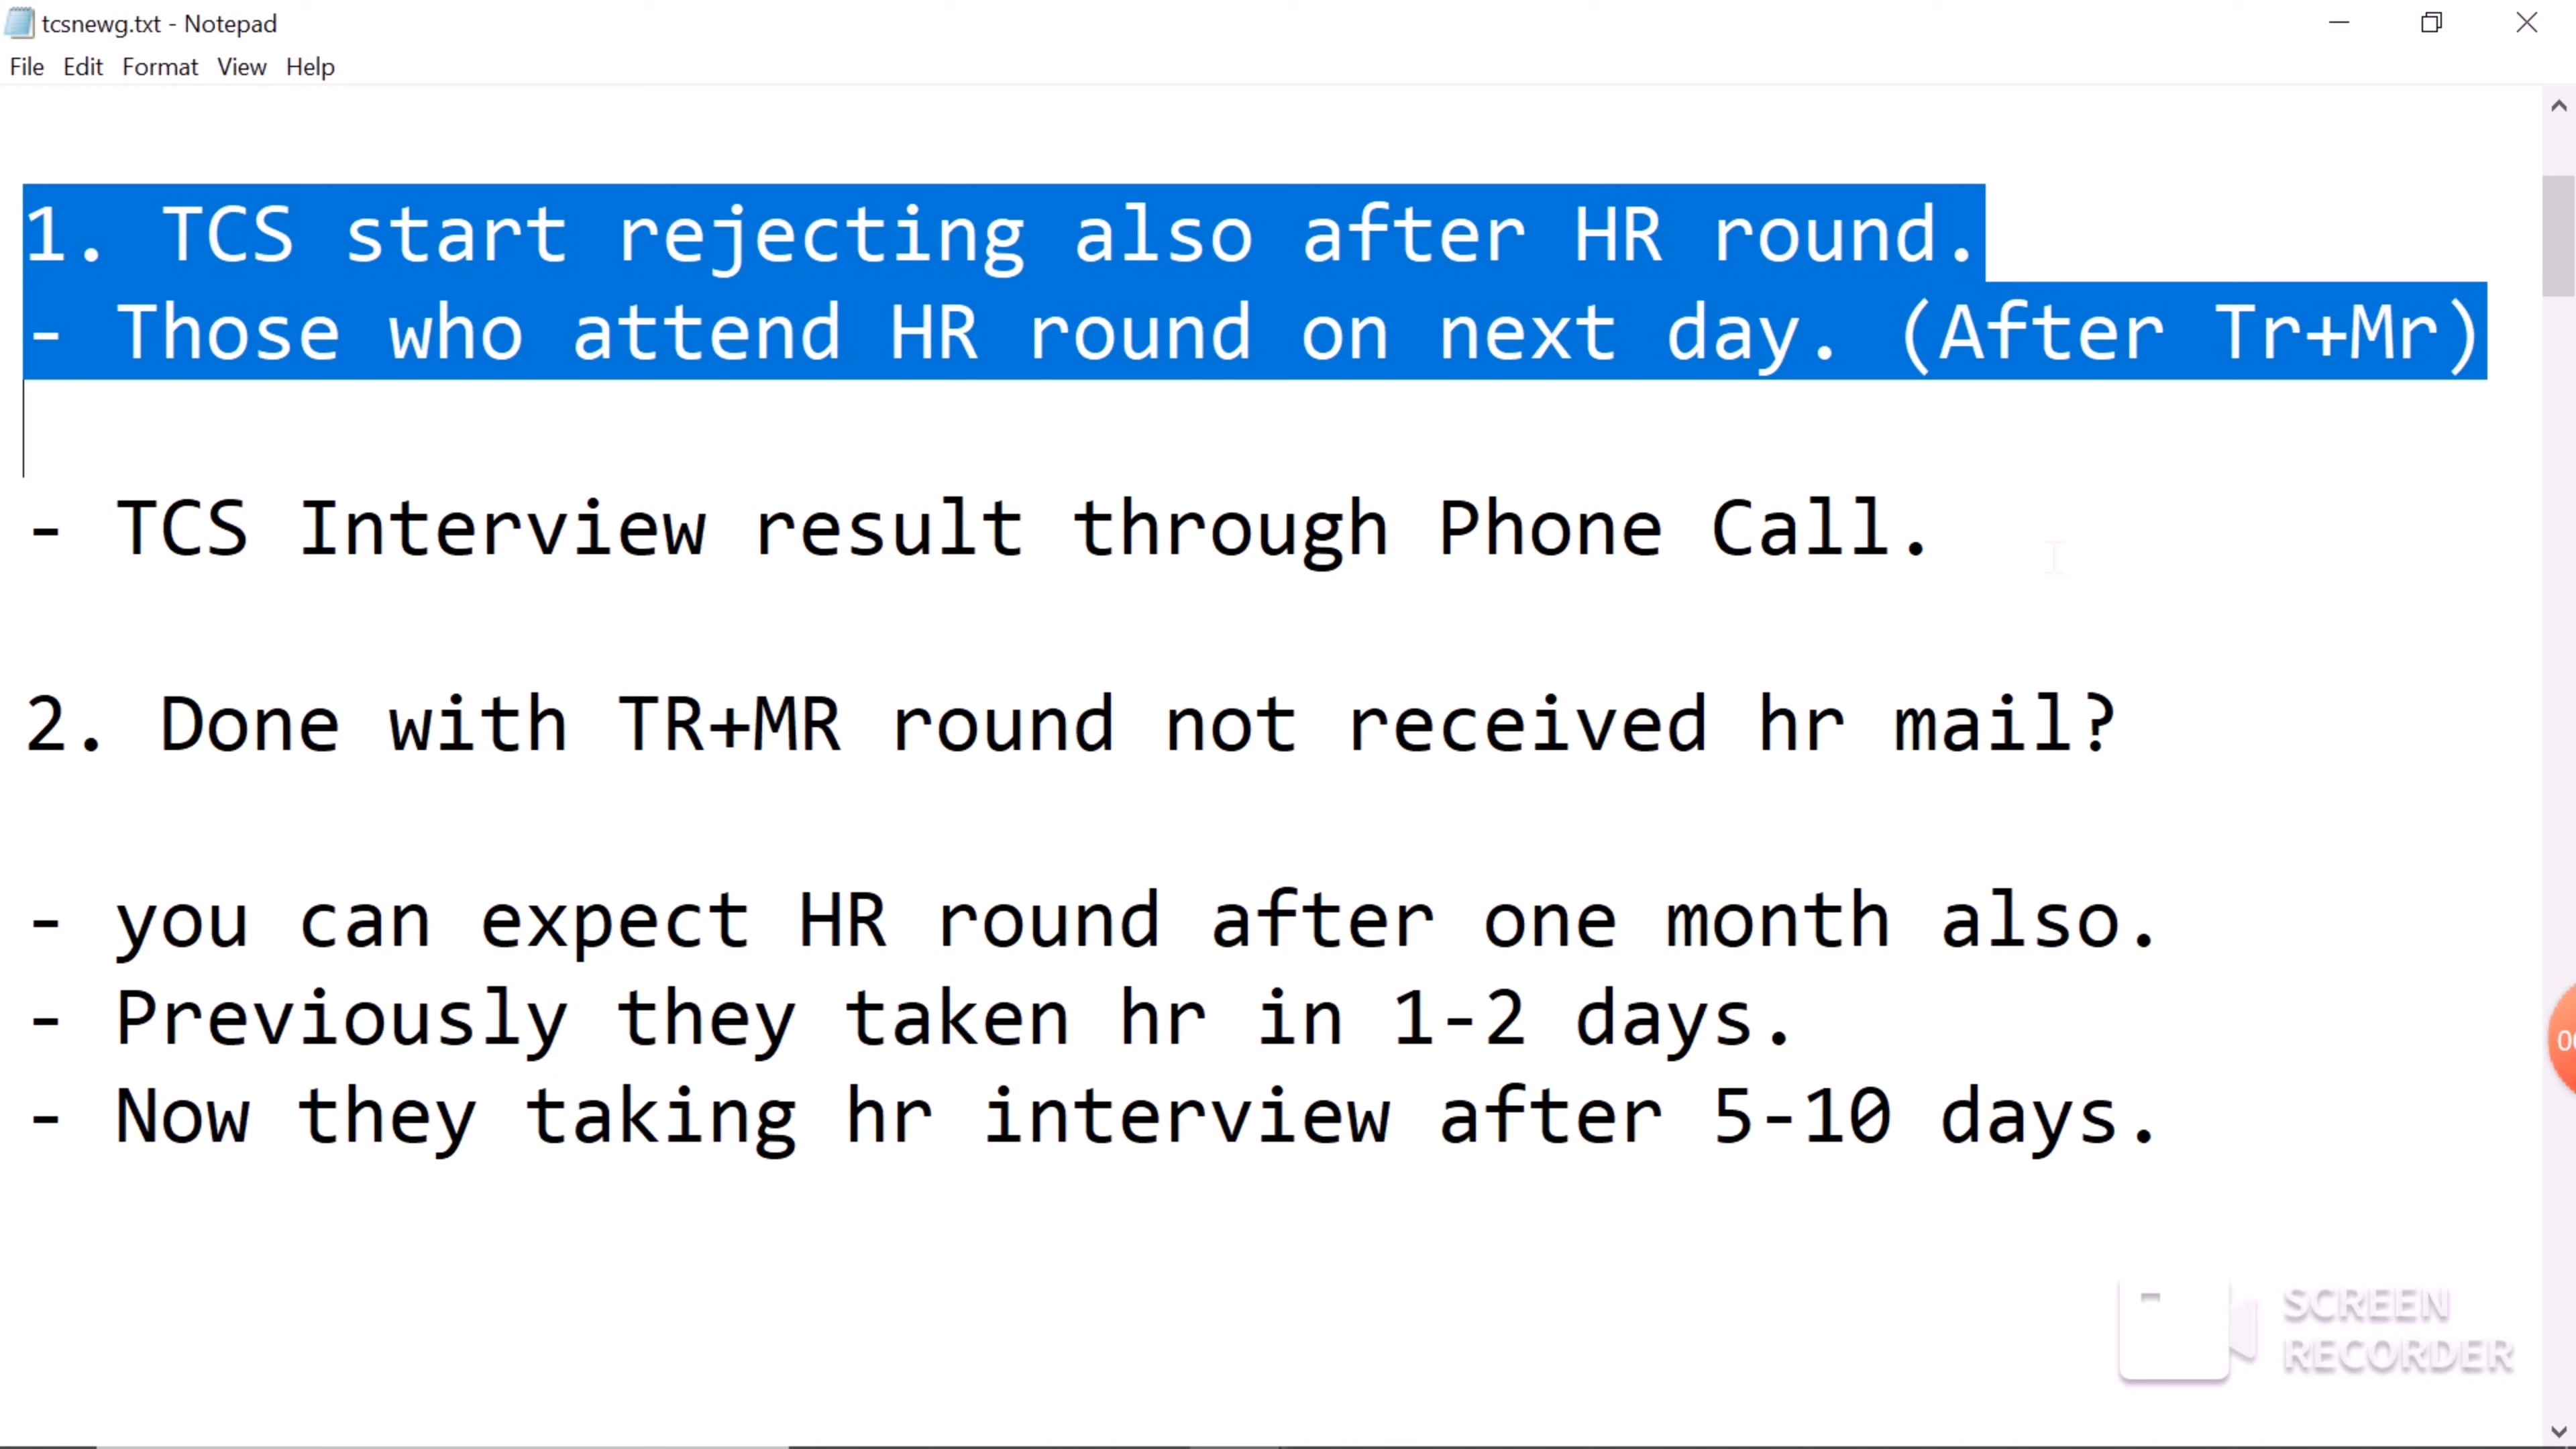 tcsnewg.txt - Notepad
File Edit Format View Help
1. TCS start rejecting also after HR round.
- Those who attend HR round on next day. (After Tr+Mr)
- TCS Interview result through Phone Call.
2. Done with TR+MR round not received hr mail?
- you can expect HR round after one month also.
- Previously they taken hr in 1-2 days.
- Now they taking hr interview after 5-10 days.
SCREEN
RECORDER